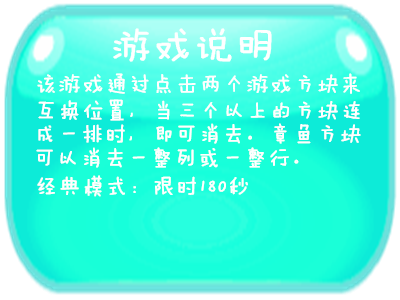 游戏说明
该游戏通过点击两个游戏方块来
互换位置，当三个以上的方块连
成一排时，即可消去。章鱼方块
可以消去一整列或一整行。
经典模式：限时180秒